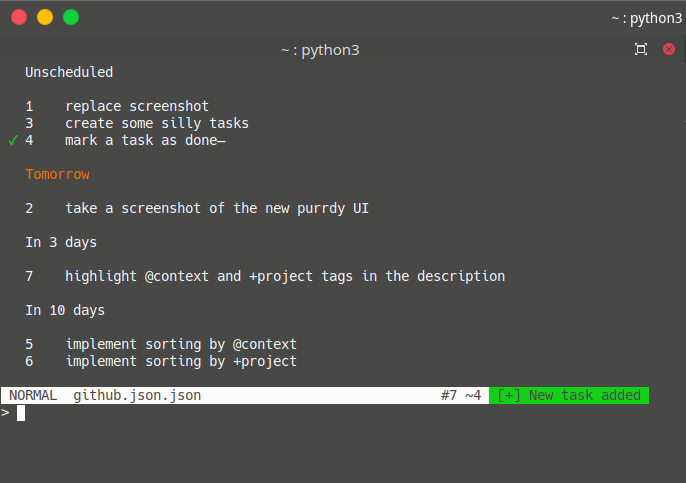 ~ : python3
~ : python3
Unscheduled
1 replace screenshot
3 create some silly tasks
✓ 4 mark a task as done—
Tomorrow
2 take a screenshot of the new purrdy UI
In 3 days
7 highlight @context and +project tags in the description
In 10 days
5 implement sorting by @context
6 implement sorting by +project
NORMAL github.json.json #7 ~4 [+] New task added
>